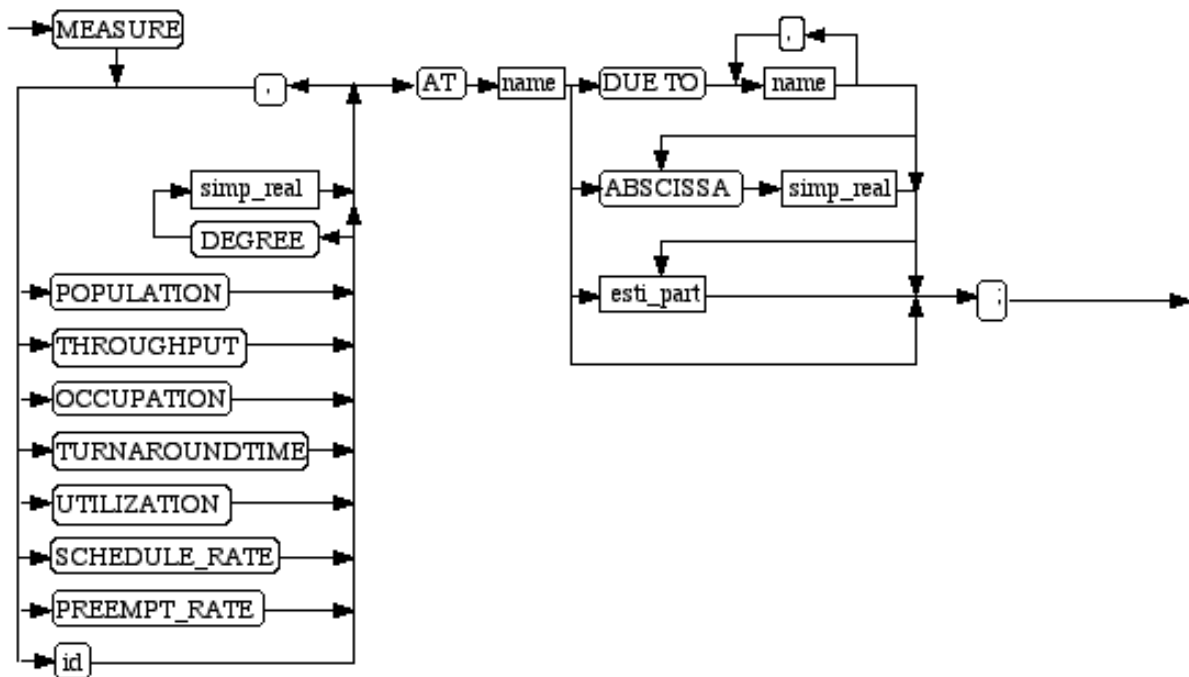 MEASURE
,
,
AT
name
DUE TO
name
simp_real
ABSCISSA
simp_real
DEGREE
POPULATION
esti_part
;
THROUGHPUT
OCCUPATION
TURNAROUNDTIME
UTILIZATION
SCHEDULE_RATE
PREEMPT_RATE
id